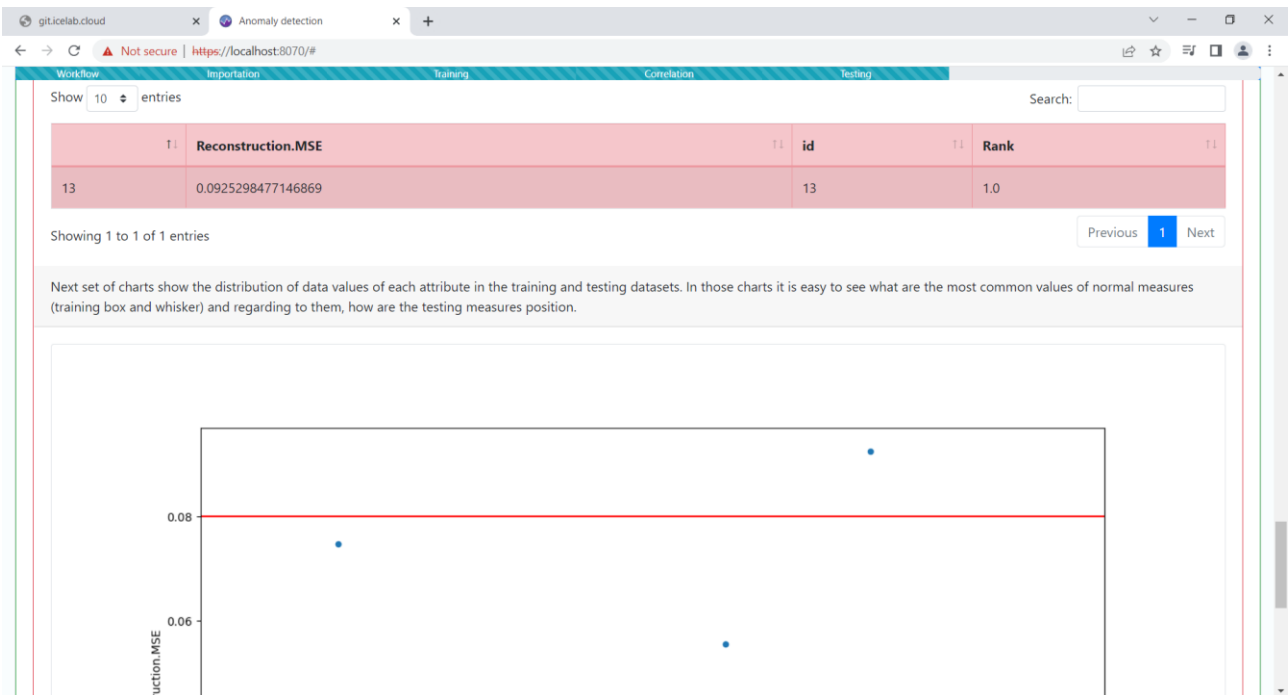 git.icelab.cloud
Anomaly detection
Not secure | https://localhost:8070/#
Workflow Importation Training Correlation Testing
Show 10 entries Search:
Reconstruction.MSE id Rank
13 0.0925298477146869 13 1.0
Showing 1 to 1 of 1 entries Previous 1 Next
Next set of charts show the distribution of data values of each attribute in the training and testing datasets. In those charts it is easy to see what are the most common values of normal measures
(training box and whisker) and regarding to them, how are the testing measures position.
0.08
0.06
uction.MSE